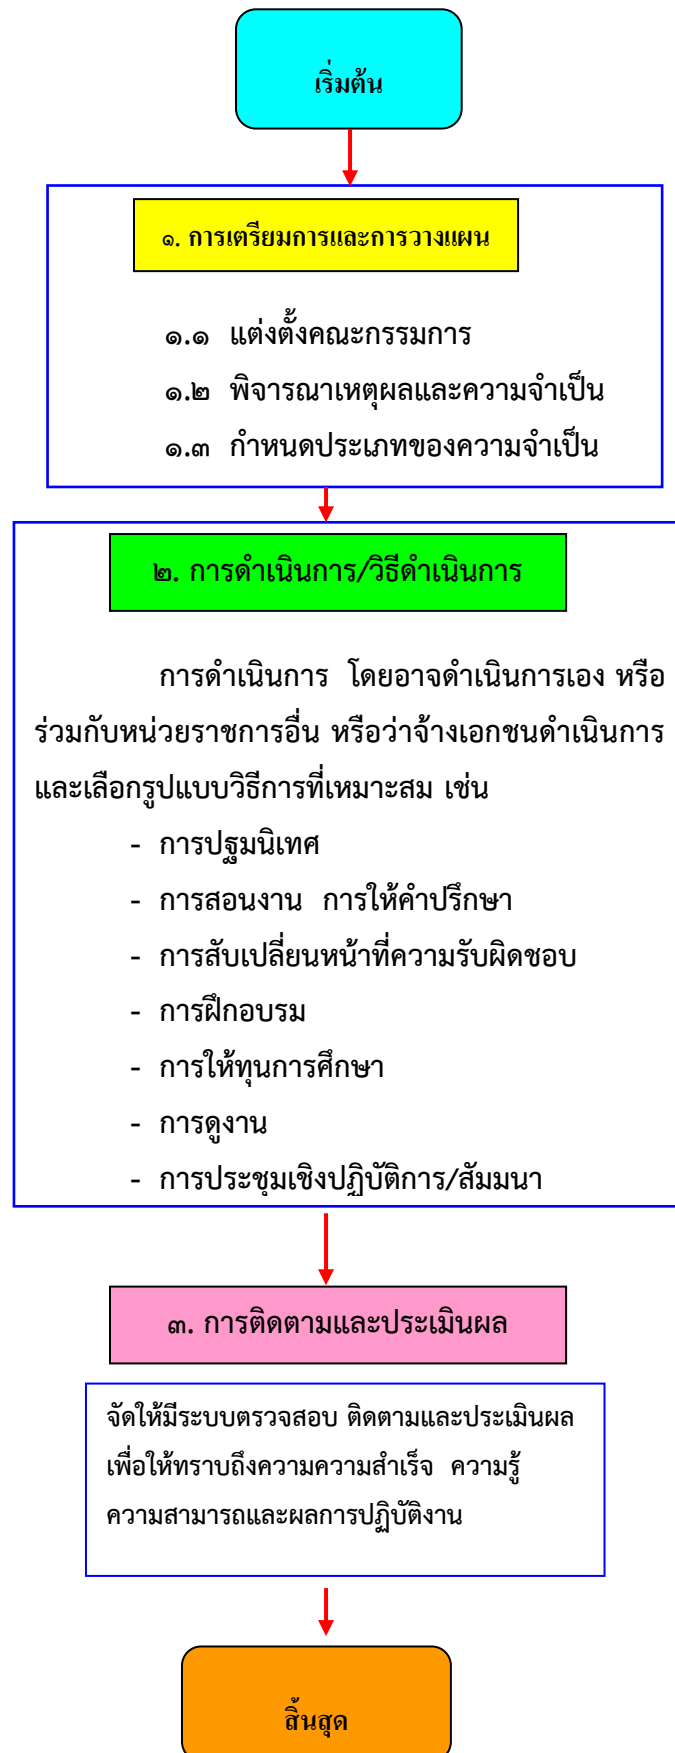 เริ่มต้น
๑. การเตรียมการและการวางแผน
๑.๑ แต่งตั้งคณะกรรมการ
๑.๒ พิจารณาเหตุผลและความจำเป็น
๑.๓ กำหนดประเภทของความจำเป็น
๒. การดำเนินการ/วิธีดำเนินการ
การดำเนินการ โดยอาจดำเนินการเอง หรือ
ร่วมกับหน่วยราชการอื่น หรือว่าจ้างเอกชนดำเนินการ
และเลือกรูปแบบวิธีการที่เหมาะสม เช่น
- การปฐมนิเทศ
- การสอนงาน การให้คำปรึกษา
- การสับเปลี่ยนหน้าที่ความรับผิดชอบ
- การฝึกอบรม
- การให้ทุนการศึกษา
- การดูงาน
- การประชุมเชิงปฏิบัติการ/สัมมนา
๓. การติดตามและประเมินผล
จัดให้มีระบบตรวจสอบ ติดตามและประเมินผล
เพื่อให้ทราบถึงความความสำเร็จ ความรู้
ความสามารถและผลการปฏิบัติงาน
สิ้นสุด